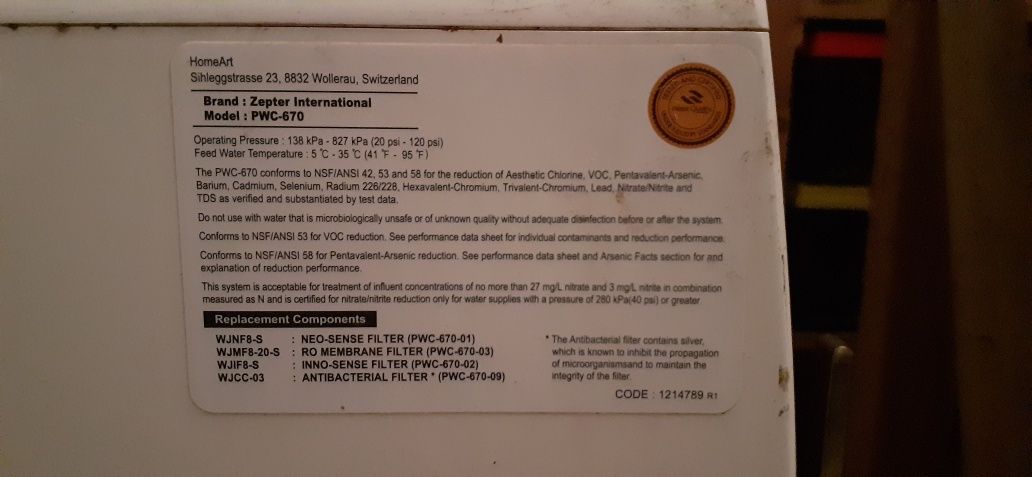 HomeArt
Sihleggstrasse 23, 8832 Wollerau, Switzerland
Brand : Zepter International
Model : PWC-670
Operating Pressure : 138 kPa - 827 kPa (20 psi - 120 psi)
Feed Water Temperature : 5 ℃ - 35 ℃ (41 ℉ - 95 ℉)
The PWC-670 conforms to NSF/ANSI 42, 53 and 58 for the reduction of Aesthetic Chlorine, VOC, Pentavalent-Arsenic,
Barium, Cadmium, Selenium, Radium 226/228, Hexavalent-Chromium, Trivalent-Chromium, Lead, Nitrate/Nitrite and
TDS as verified and substantiated by test data.
Do not use with water that is microbiologically unsafe or of unknown quality without adequate disinfection before or after the system.
Conforms to NSF/ANSI 53 for VOC reduction. See performance data sheet for individual contaminants and reduction performance.
Conforms to NSF/ANSI 58 for Pentavalent-Arsenic reduction. See performance data sheet and Arsenic Facts section for and
explanation of reduction performance.
This system is acceptable for treatment of influent concentrations of no more than 27 mg/L nitrate and 3 mg/L nitrite in combination
measured as N and is certified for nitrate/nitrite reduction only for water supplies with a pressure of 280 kPa(40 psi) or greater.
Replacement Components
WJNF8-S : NEO-SENSE FILTER (PWC-670-01)
WJMF8-20-S : RO MEMBRANE FILTER (PWC-670-03)
WJIF8-S : INNO-SENSE FILTER (PWC-670-02)
WJCC-03 : ANTIBACTERIAL FILTER * (PWC-670-09)
* The Antibacterial filter contains silver,
which is known to inhibit the propagation
of microorganismsand to maintain the
integrity of the filter.
CODE : 1214789 R1